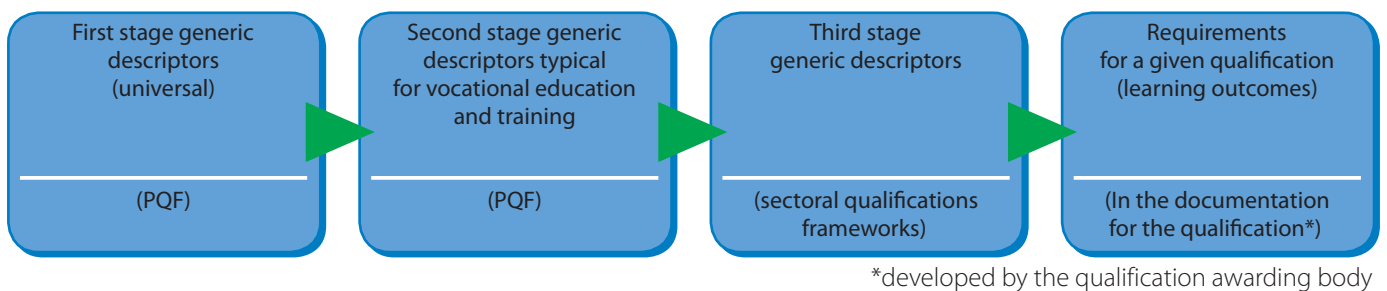 First stage generic
descriptors
(universal)
(PQF)
Second stage generic
descriptors typical
for vocational education
and training
(PQF)
Third stage
generic descriptors
(sectoral qualifications
frameworks)
Requirements
for a given qualification
(learning outcomes)
(In the documentation
for the qualification*)
*developed by the qualification awarding body